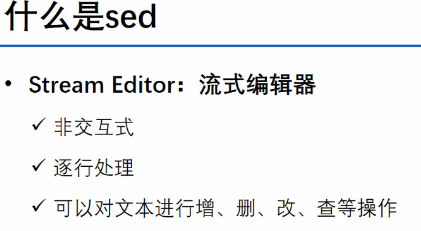 什么是sed
• Stream Editor：流式编辑器
✓ 非交互式
✓ 逐行处理
✓ 可以对文本进行增、删、改、查等操作